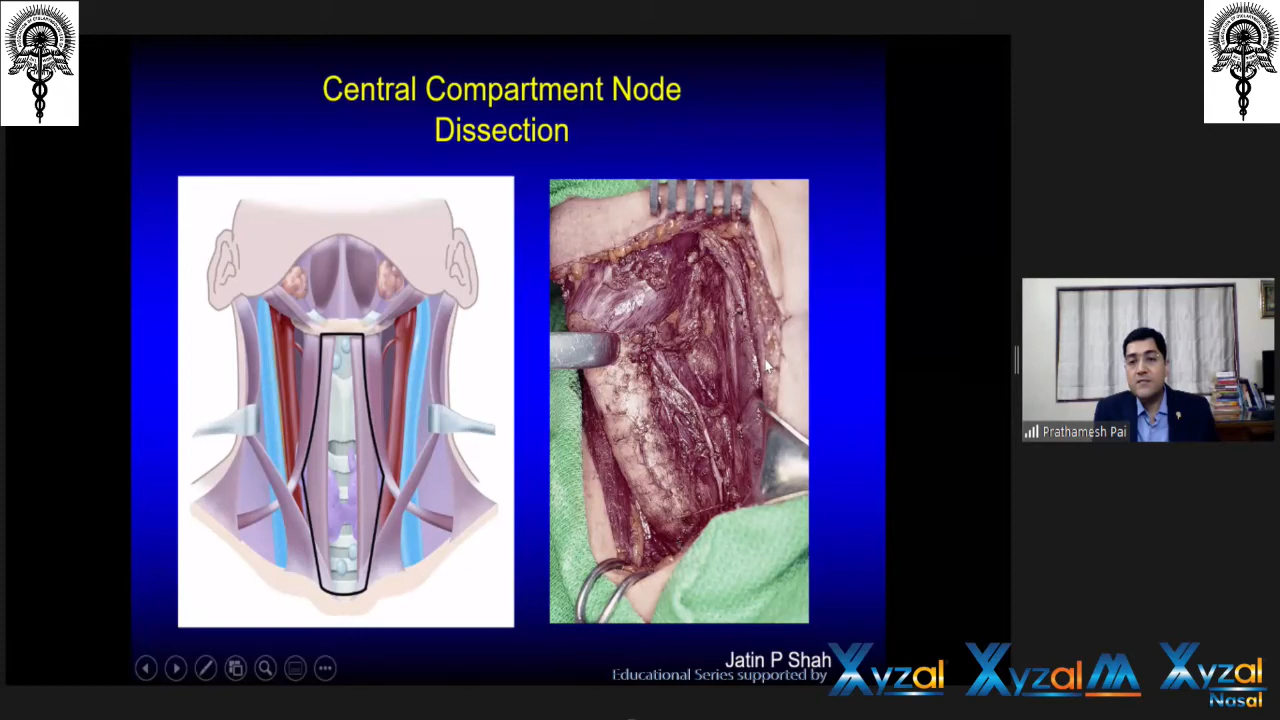 Central Compartment Node
Dissection
Prathamesh Pai
Jatin P Shah
Educational Series supported by
Xyzal
Xyzal M
Xyzal
Nasal